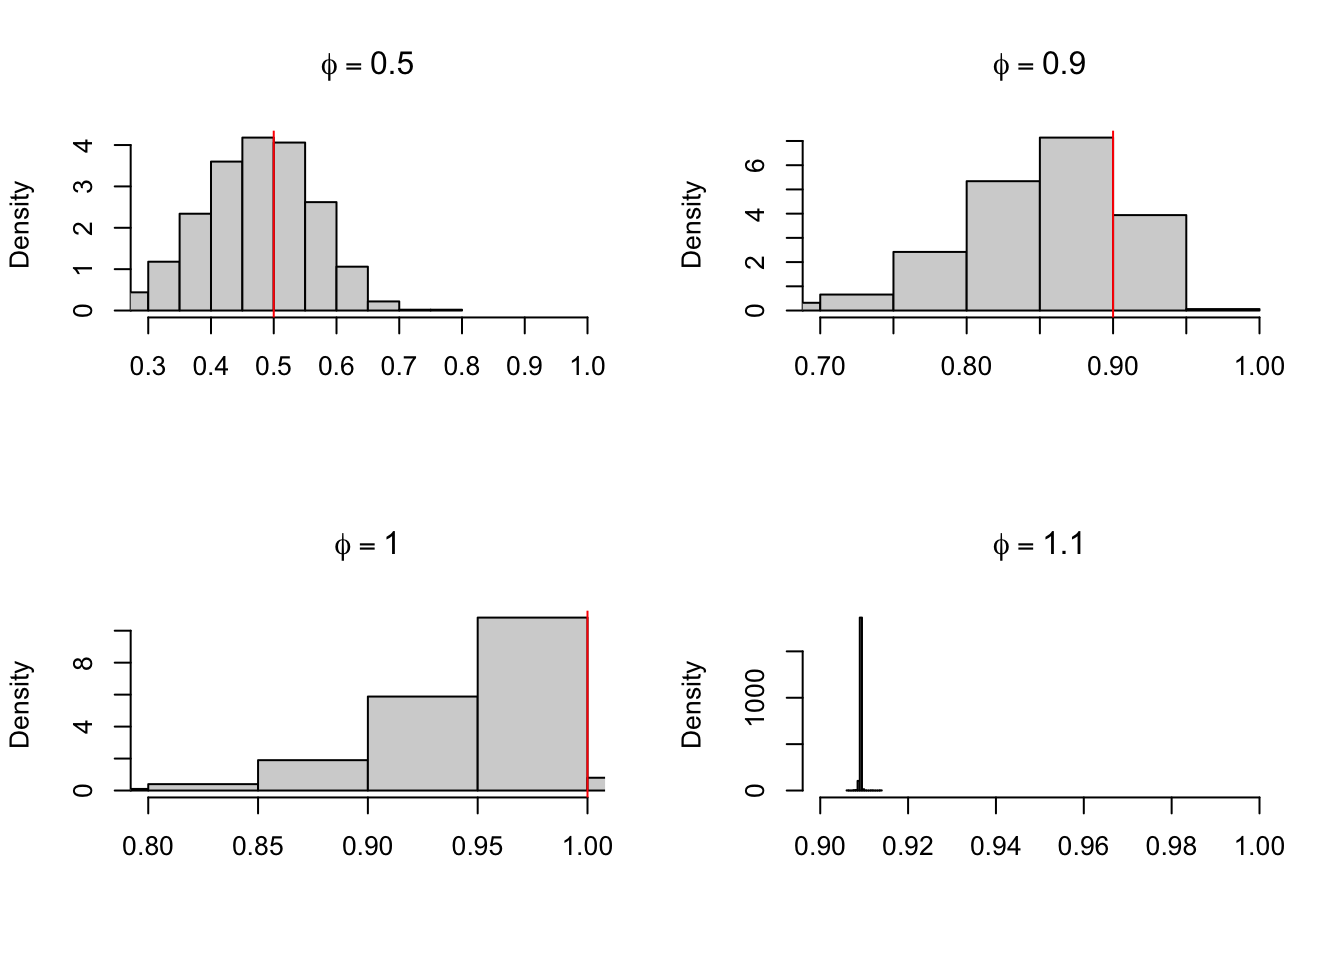 ϕ = 0.5
Density
0 1 2 3 4
0.3 0.4 0.5 0.6 0.7 0.8 0.9 1.0
ϕ = 0.9
Density
0 2 4 6
0.70 0.80 0.90 1.00
ϕ = 1
Density
0 4 8
0.80 0.85 0.90 0.95 1.00
ϕ = 1.1
Density
0 1000
0.90 0.92 0.94 0.96 0.98 1.00